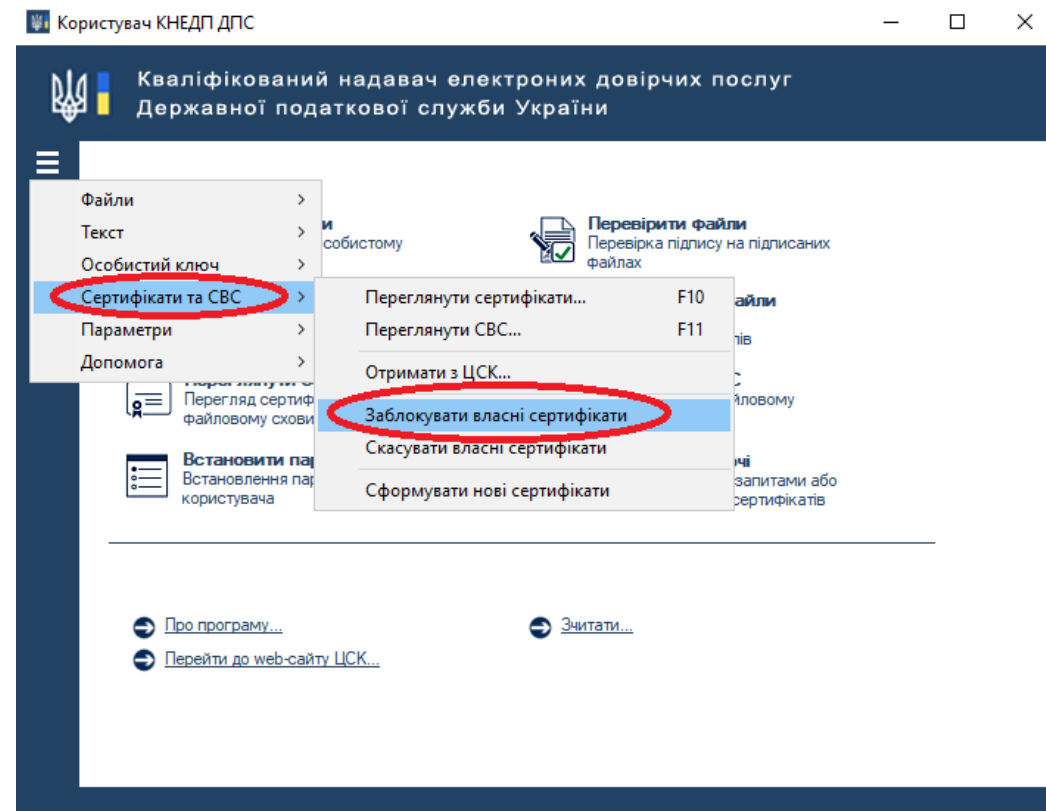 Користувач КНЕДП ДПС
Кваліфікований надавач електроних довірчих послуг
Державної податкової служби України
Файли
Текст
Особистий ключ
Сертифікати та СВС
Параметри
Допомога
собистому
Перевірити файли
Перевірка підпису на підписаних
файлах
Переглянути сертифікати... F10
Переглянути СВС... F11
Отримати з ЦСК...
Заблокувати власні сертифікати
Скасувати власні сертифікати
Сформувати нові сертифікати
айли
йловому
Переглянути
Перегляд сертиф
файловому схови
Встановити пар
Встановлення пар
користувача
запитами або
сертифікатів
Про програму...
Зчитати...
Перейти до web-сайту ЦСК...